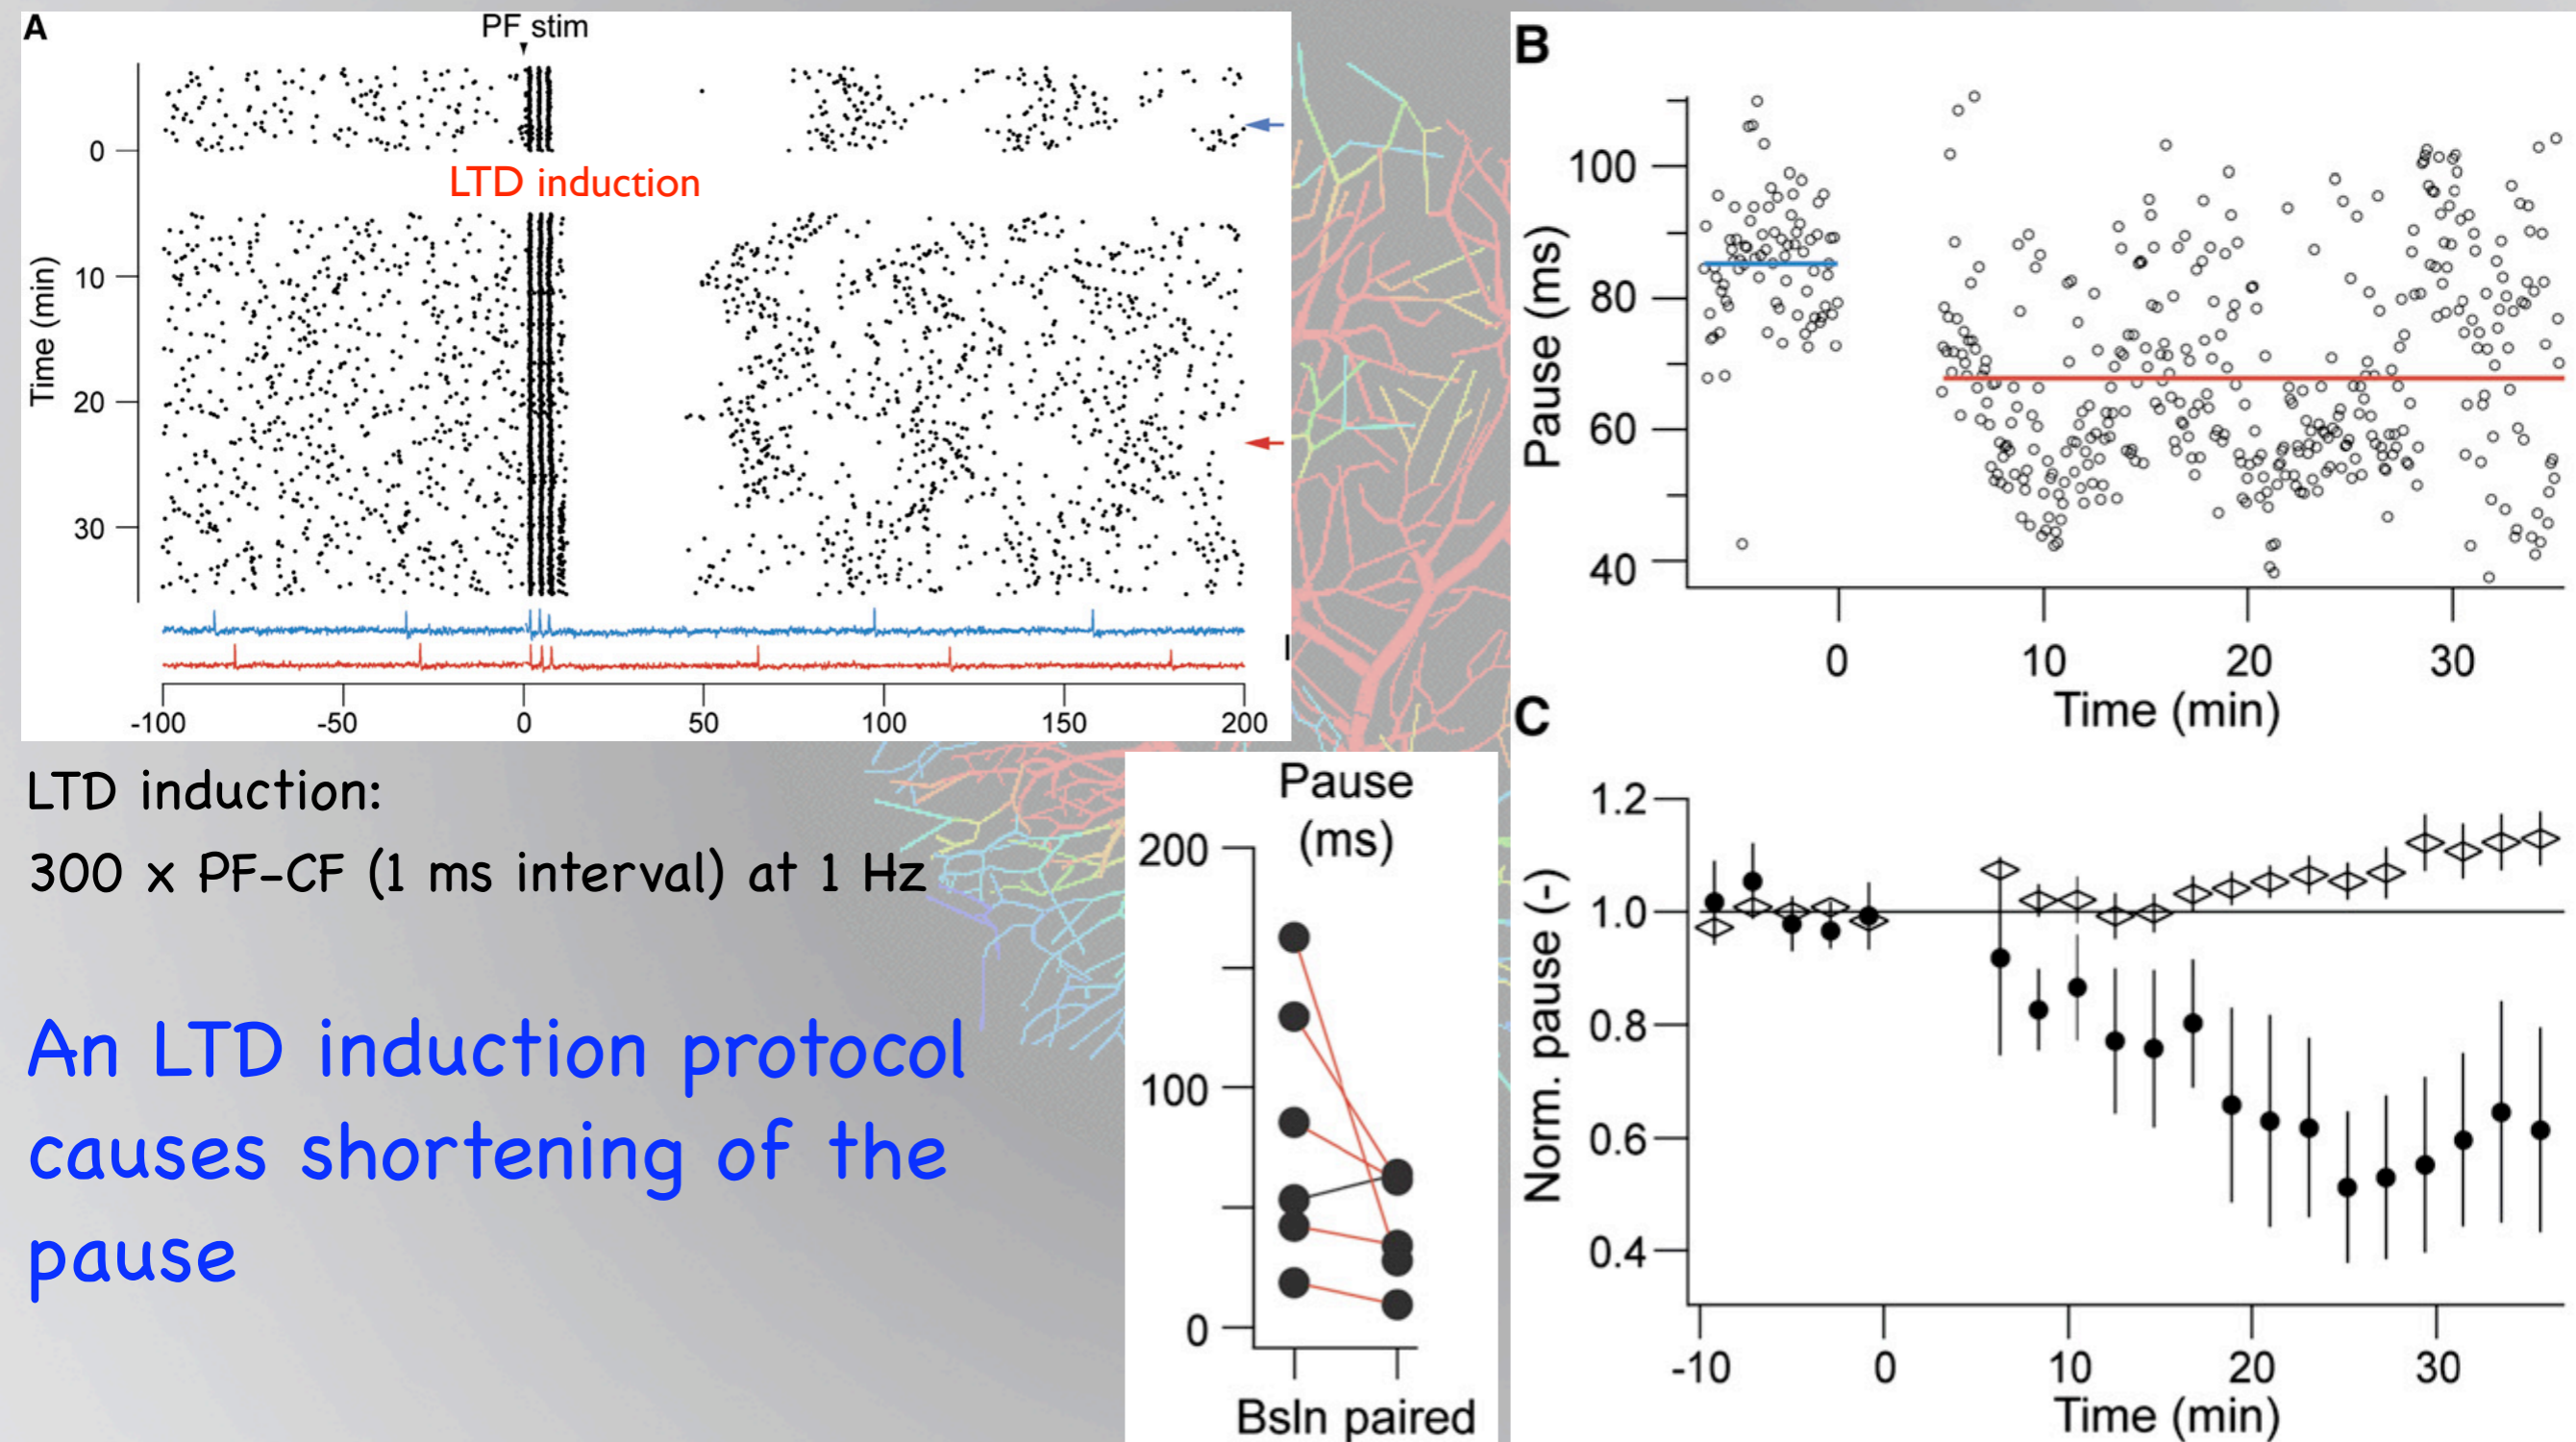 A
PF stim
0
LTD induction
10
20
30
Time (min)
-100 -50 0 50 100 150 200
LTD induction:
300 x PF-CF (1 ms interval) at 1 Hz
An LTD induction protocol
causes shortening of the
pause
Pause
(ms)
200
100
0
Bsln paired
B
100
80
60
40
Pause (ms)
0 10 20 30
Time (min)
C
1.2
1.0
0.8
0.6
0.4
Norm. pause (-)
-10 0 10 20 30
Time (min)